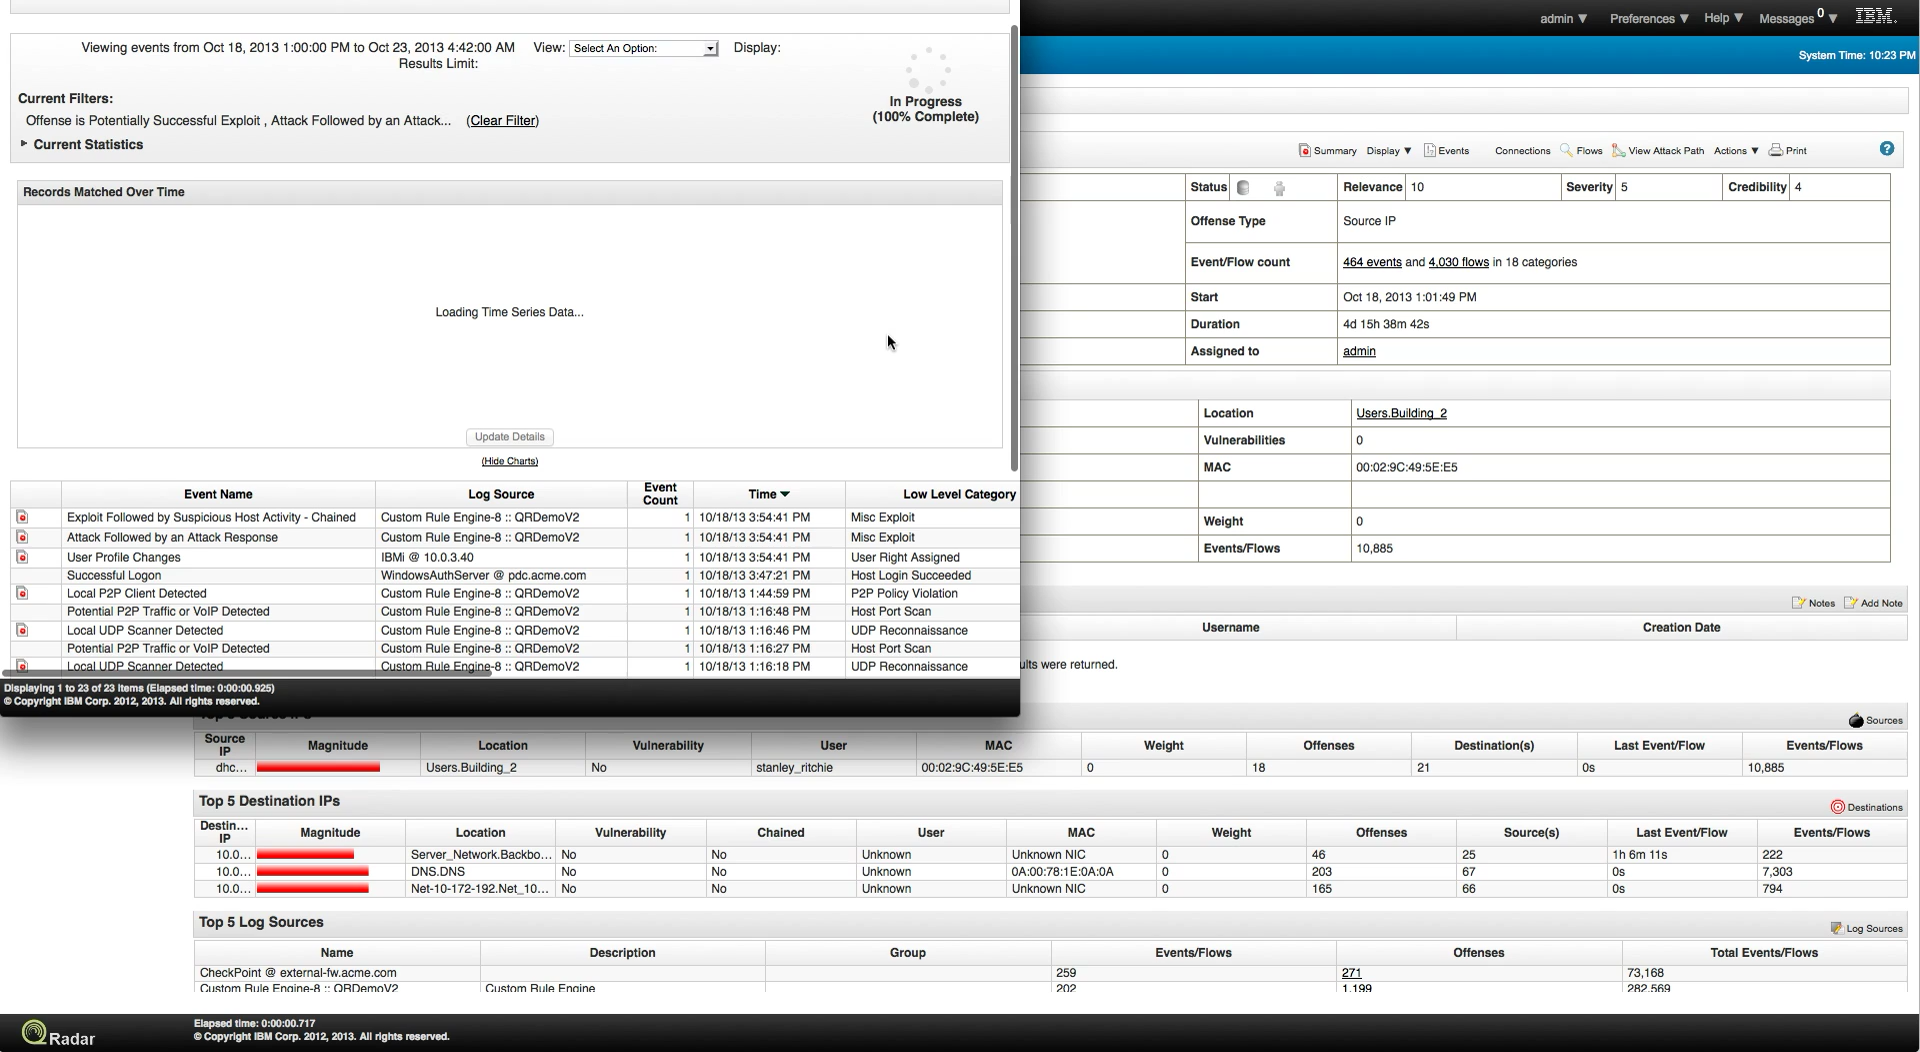 Viewing events from Oct 18, 2013 1:00:00 PM to Oct 23, 2013 4:42:00 AM View: Select An Option: Display:
Results Limit:
In Progress
(100% Complete)
Current Filters:
Offense is Potentially Successful Exploit , Attack Followed by an Attack... (Clear Filter)
Current Statistics
Records Matched Over Time
Loading Time Series Data...
Update Details
(Hide Charts)
Event Name Log Source Event Count Time Low Level Category
Exploit Followed by Suspicious Host Activity - Chained Custom Rule Engine-8 :: QRDemoV2 1 10/18/13 3:54:41 PM Misc Exploit
Attack Followed by an Attack Response Custom Rule Engine-8 :: QRDemoV2 1 10/18/13 3:54:41 PM Misc Exploit
User Profile Changes IBMi @ 10.0.3.40 1 10/18/13 3:54:41 PM User Right Assigned
Successful Logon WindowsAuthServer @ pdc.acme.com 1 10/18/13 3:47:21 PM Host Login Succeeded
Local P2P Client Detected Custom Rule Engine-8 :: QRDemoV2 1 10/18/13 1:44:59 PM P2P Policy Violation
Potential P2P Traffic or VoIP Detected Custom Rule Engine-8 :: QRDemoV2 1 10/18/13 1:16:48 PM Host Port Scan
Local UDP Scanner Detected Custom Rule Engine-8 :: QRDemoV2 1 10/18/13 1:16:46 PM UDP Reconnaissance
Potential P2P Traffic or VoIP Detected Custom Rule Engine-8 :: QRDemoV2 1 10/18/13 1:16:27 PM Host Port Scan
Local UDP Scanner Detected Custom Rule Engine-8 :: QRDemoV2 1 10/18/13 1:16:18 PM UDP Reconnaissance
Displaying 1 to 23 of 23 items (Elapsed time: 0:00:00.925)
© Copyright IBM Corp. 2012, 2013. All rights reserved.
admin ▼ Preferences ▼ Help ▼ Messages 0 ▼ IBM.
System Time: 10:23 PM
Summary Display ▼ Events Connections Flows View Attack Path Actions ▼ Print ?
Status Relevance 10 Severity 5 Credibility 4
Offense Type Source IP
Event/Flow count 464 events and 4,030 flows in 18 categories
Start Oct 18, 2013 1:01:49 PM
Duration 4d 15h 38m 42s
Assigned to admin
Location Users.Building_2
Vulnerabilities 0
MAC 00:02:9C:49:5E:E5
Weight 0
Events/Flows 10,885
Notes Add Note
Username Creation Date
ults were returned.
Sources
Source IP Magnitude Location Vulnerability User MAC Weight Offenses Destination(s) Last Event/Flow Events/Flows
dhc... Users.Building_2 No stanley_ritchie 00:02:9C:49:5E:E5 0 18 21 0s 10,885
Top 5 Destination IPs Destinations
Destin... IP Magnitude Location Vulnerability Chained User MAC Weight Offenses Source(s) Last Event/Flow Events/Flows
10.0... Server_Network.Backbo... No No Unknown Unknown NIC 0 46 25 1h 6m 11s 222
10.0... DNS.DNS No No Unknown 0A:00:78:1E:0A:0A 0 203 67 0s 7,303
10.0... Net-10-172-192.Net_10... No No Unknown Unknown NIC 0 165 66 0s 794
Top 5 Log Sources Log Sources
Name Description Group Events/Flows Offenses Total Events/Flows
CheckPoint @ external-fw.acme.com 259 271 73,168
Custom Rule Engine-8 :: QRDemoV2 Custom Rule Engine 202 1,199 282,569
QRadar
Elapsed time: 0:00:00.717
© Copyright IBM Corp. 2012, 2013. All rights reserved.